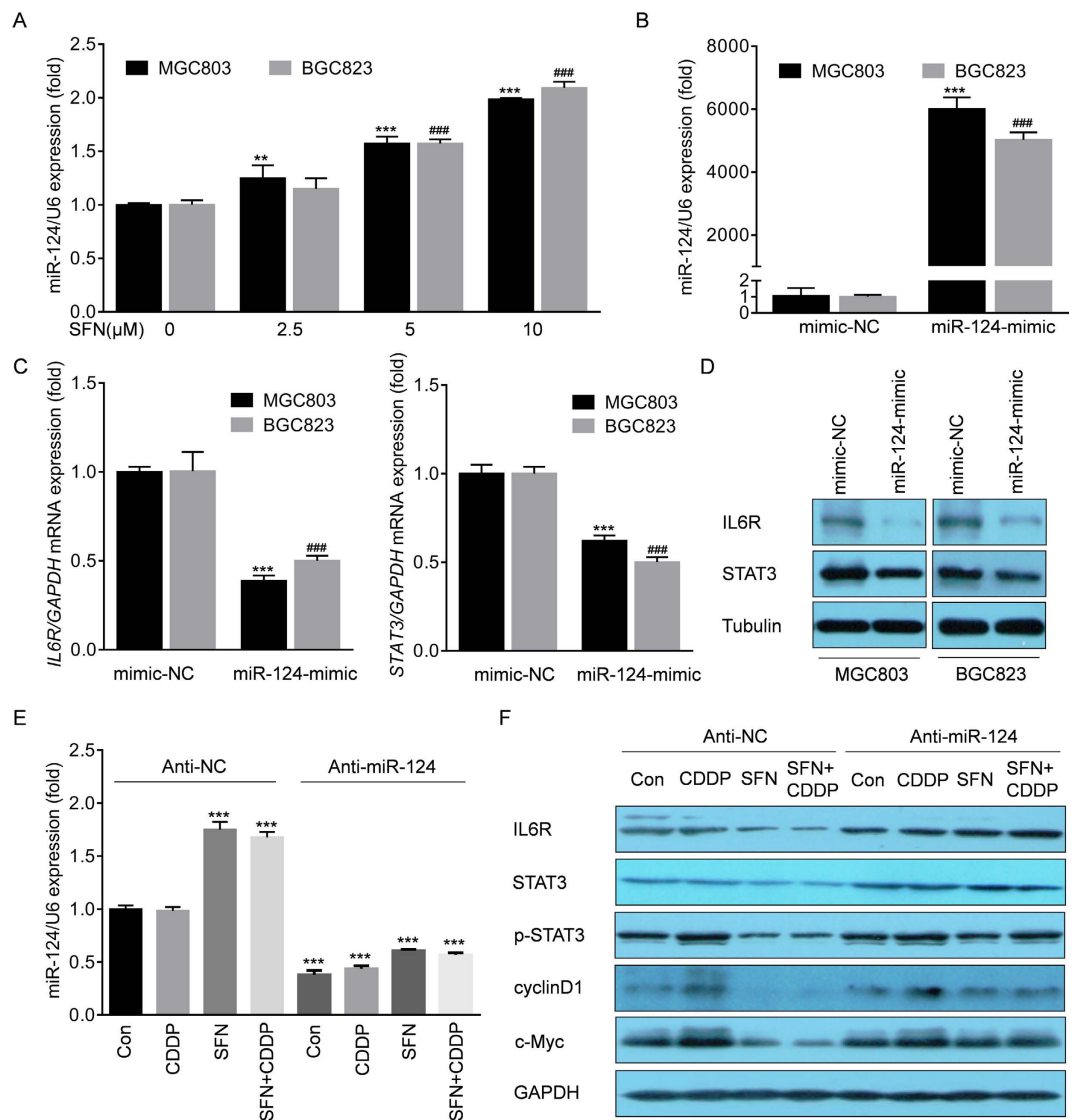 A
miR-124/U6 expression (fold)
2.5
2.0
1.5
1.0
0.5
0.0
MGC803
BGC823
**
***
###
***
###
SFN(μM)
0
2.5
5
10
B
miR-124/U6 expression (fold)
8000
6000
4000
2000
2
1
0
MGC803
BGC823
***
###
mimic-NC
miR-124-mimic
C
IL6R/GAPDH mRNA expression (fold)
1.5
1.0
0.5
0.0
MGC803
BGC823
***
###
mimic-NC
miR-124-mimic
STAT3/GAPDH mRNA expression (fold)
1.5
1.0
0.5
0.0
MGC803
BGC823
***
###
mimic-NC
miR-124-mimic
D
mimic-NC
miR-124-mimic
mimic-NC
miR-124-mimic
IL6R
STAT3
Tubulin
MGC803
BGC823
E
miR-124/U6 expression (fold)
2.5
2.0
1.5
1.0
0.5
0.0
Anti-NC
Anti-miR-124
***
***
***
***
***
***
Con
CDDP
SFN
SFN+CDDP
Con
CDDP
SFN
SFN+CDDP
F
Anti-NC
Anti-miR-124
Con
CDDP
SFN
SFN+
CDDP
Con
CDDP
SFN
SFN+
CDDP
IL6R
STAT3
p-STAT3
cyclinD1
c-Myc
GAPDH